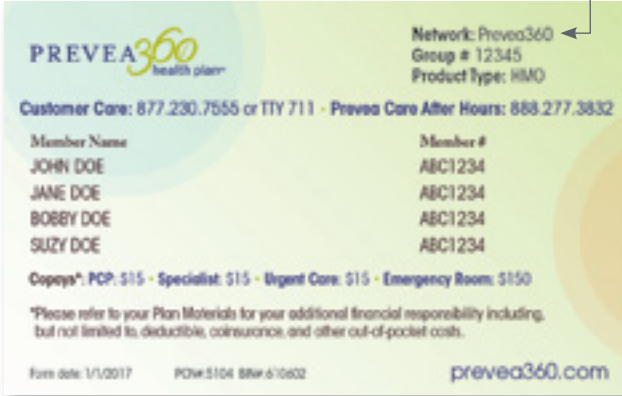 PREVEA360
health plan℠
Network: Prevea360
Group # 12345
Product Type: HMO
Customer Care: 877.230.7555 or TTY 711 • Prevea Care After Hours: 888.277.3832
Member Name Member #
JOHN DOE ABC1234
JANE DOE ABC1234
BOBBY DOE ABC1234
SUZY DOE ABC1234
Copays*: PCP: $15 • Specialist: $15 • Urgent Care: $15 • Emergency Room: $150
*Please refer to your Plan Materials for your additional financial responsibility including,
but not limited to, deductible, coinsurance, and other out-of-pocket costs.
Form date: 1/1/2017 PCN#:5104 BIN#:610602 prevea360.com